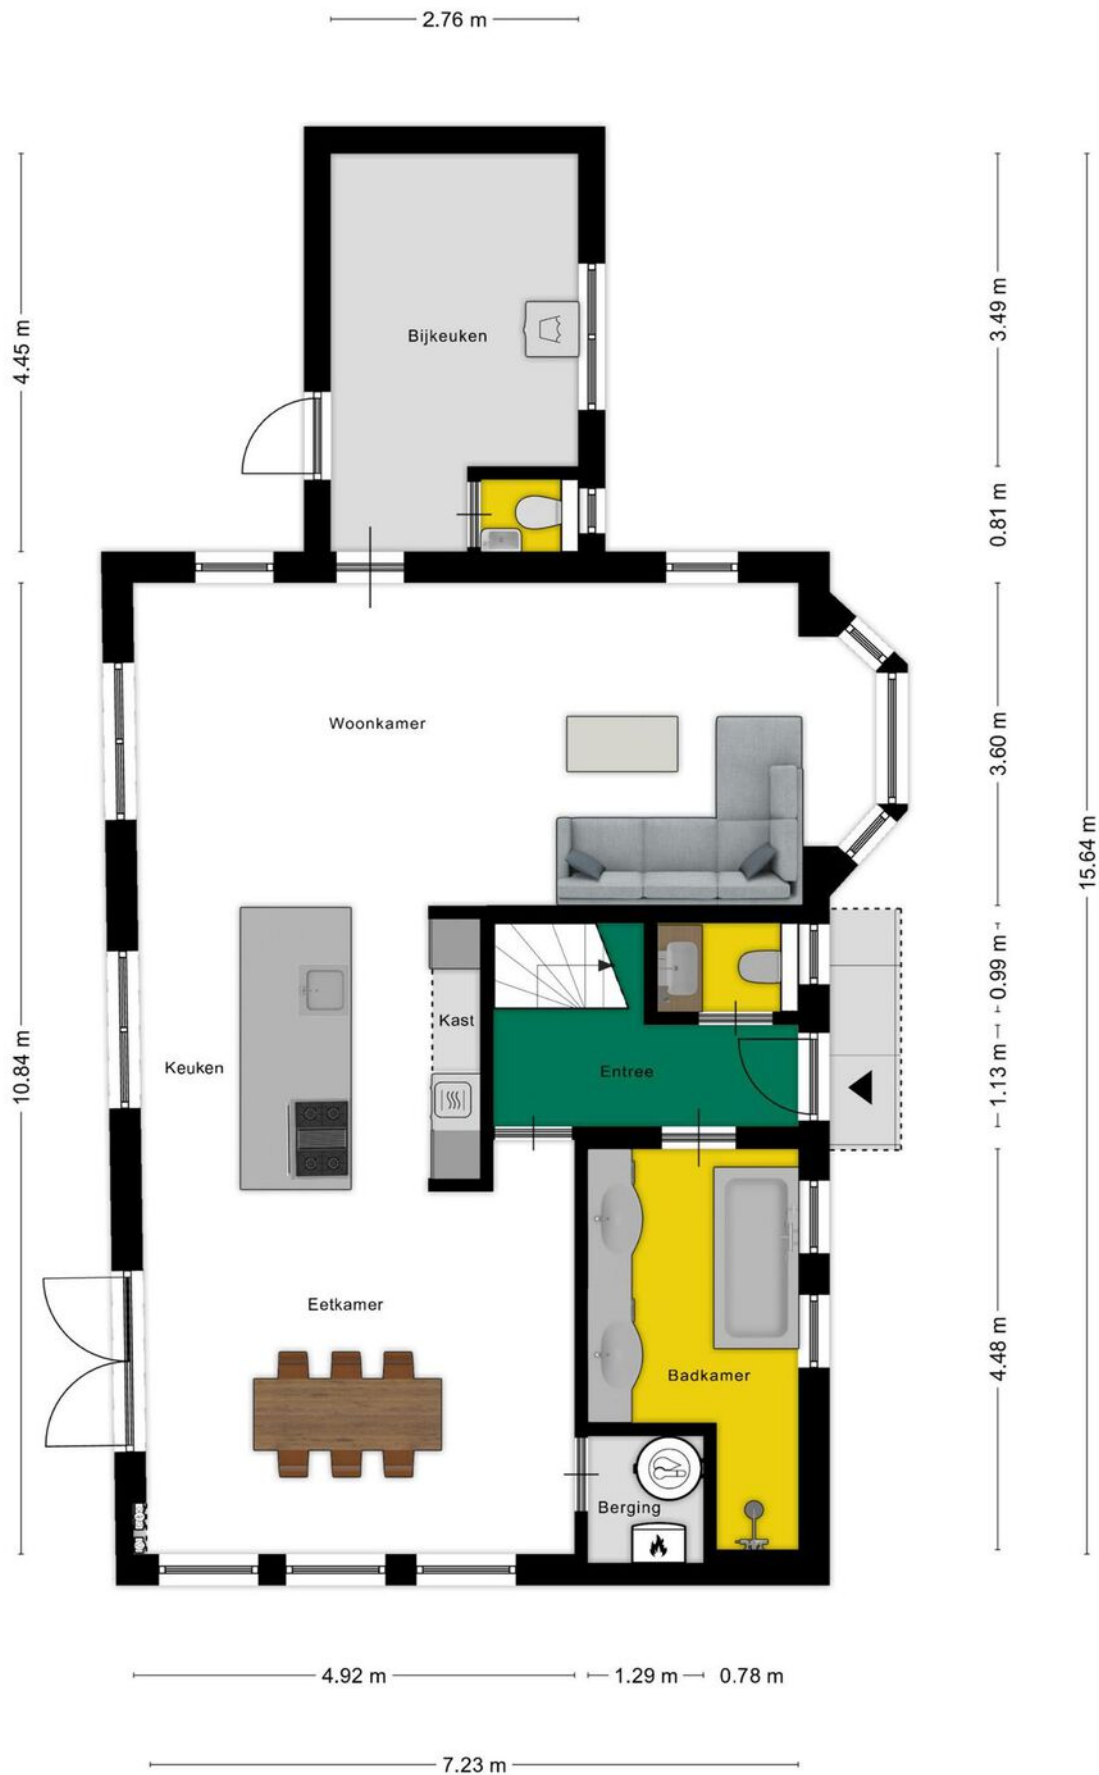 2.76 m
4.45 m
3.49 m
Bijkeuken
0.81 m
Woonkamer
3.60 m
15.64 m
0.99 m
Kast
10.84 m
Keuken
Entree
1.13 m
Eetkamer
4.48 m
Badkamer
Berging
4.92 m
1.29 m
0.78 m
7.23 m